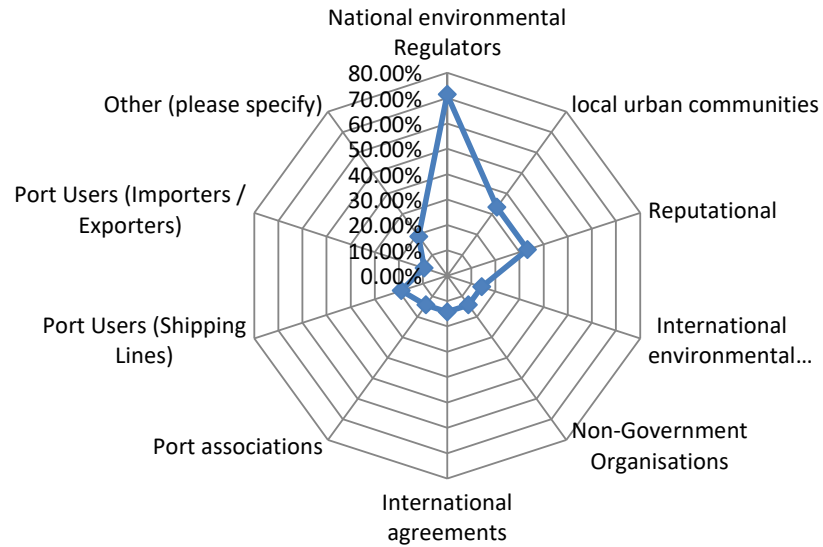 National environmental
Regulators
80.00%
70.00%
60.00%
50.00%
40.00%
30.00%
20.00%
10.00%
0.00%
local urban communities
Reputational
International
environmental...
Non-Government
Organisations
International
agreements
Port associations
Port Users (Shipping
Lines)
Port Users (Importers /
Exporters)
Other (please specify)